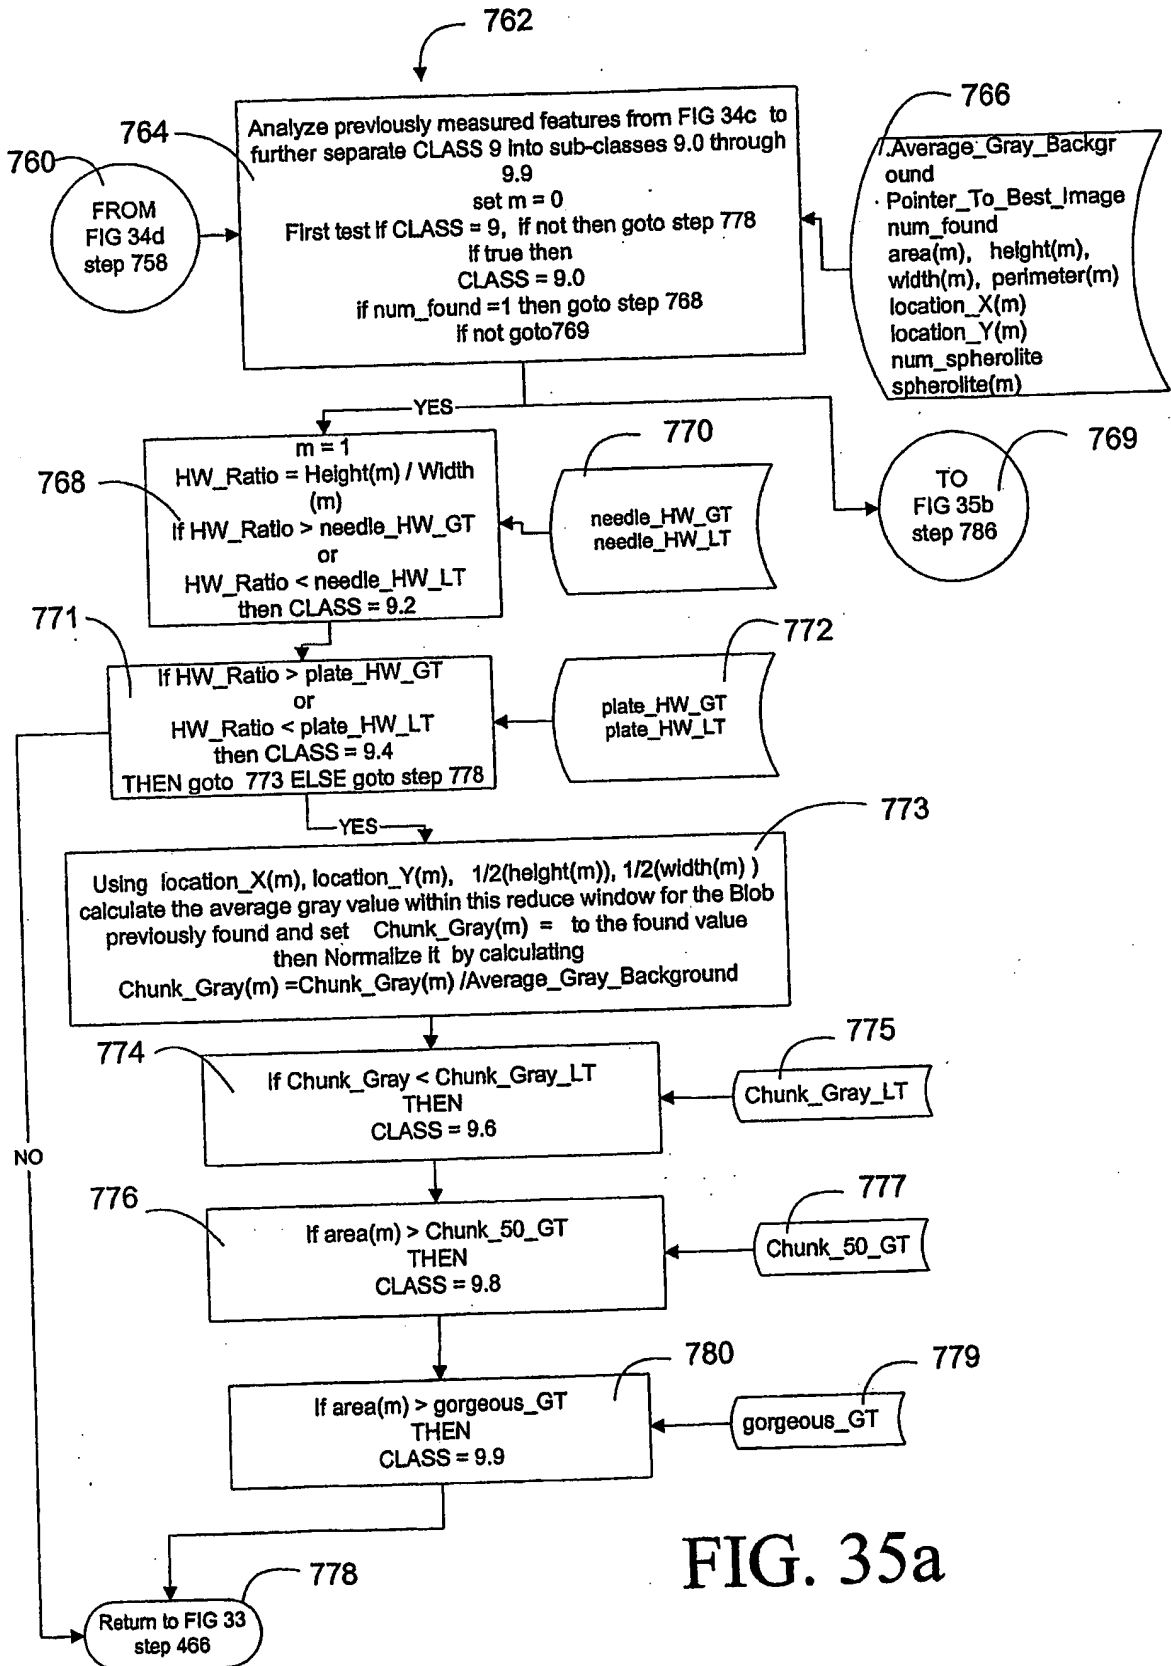 762
764
Analyze previously measured features from FIG 34c to
further separate CLASS 9 into sub-classes 9.0 through
9.9
set m = 0
First test if CLASS = 9, if not then goto step 778
if true then
CLASS = 9.0
if num_found =1 then goto step 768
if not goto769
760
FROM
FIG 34d
step 758
766
/.Average_Gray_Backgr
ound
Pointer_To_Best_Image
num_found
area(m), height(m),
width(m), perimeter(m)
location_X(m)
location_Y(m)
num_spherolite
spherolite(m)
YES
768
m = 1
HW_Ratio = Height(m) / Width
(m)
If HW_Ratio > needle_HW_GT
or
HW_Ratio < needle_HW_LT
then CLASS = 9.2
770
needle_HW_GT
needle_HW_LT
769
TO
FIG 35b
step 786
771
If HW_Ratio > plate_HW_GT
or
HW_Ratio < plate_HW_LT
then CLASS = 9.4
THEN goto 773 ELSE goto step 778
772
plate_HW_GT
plate_HW_LT
YES
773
Using location_X(m), location_Y(m), 1/2(height(m)), 1/2(width(m) )
calculate the average gray value within this reduce window for the Blob
previously found and set Chunk_Gray(m) = to the found value
then Normalize it by calculating
Chunk_Gray(m) =Chunk_Gray(m) /Average_Gray_Background
774
If Chunk_Gray < Chunk_Gray_LT
THEN
CLASS = 9.6
775
Chunk_Gray_LT
NO
776
If area(m) > Chunk_50_GT
THEN
CLASS = 9.8
777
Chunk_50_GT
780
If area(m) > gorgeous_GT
THEN
CLASS = 9.9
779
gorgeous_GT
778
Return to FIG 33
step 466
FIG. 35a